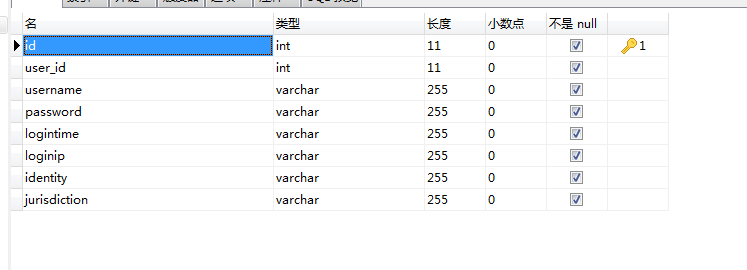 名 类型 长度 小数点 不是 null
id int 11 0 1
user_id int 11 0
username varchar 255 0
password varchar 255 0
logintime varchar 255 0
loginip varchar 255 0
identity varchar 255 0
jurisdiction varchar 255 0